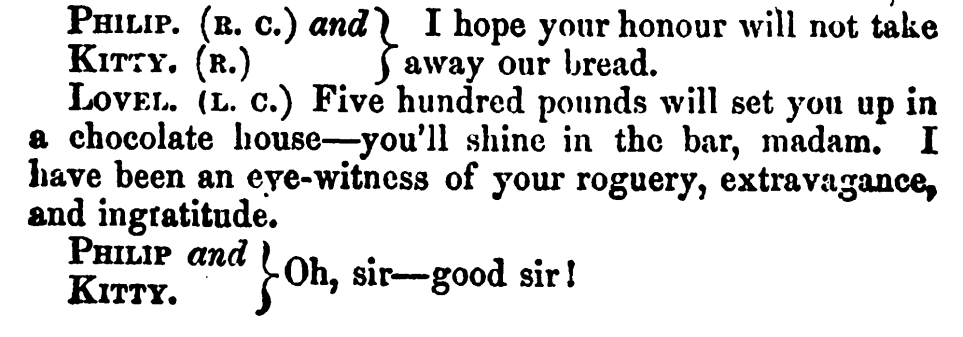 PHILIP. (R. C.) and } I hope your honour will not take
KITTY. (R.) } away our bread.
LOVEL. (L. C.) Five hundred pounds will set you up in
a chocolate house—you'll shine in the bar, madam. I
have been an eye-witness of your roguery, extravagance,
and ingratitude.
PHILIP and } Oh, sir—good sir!
KITTY.